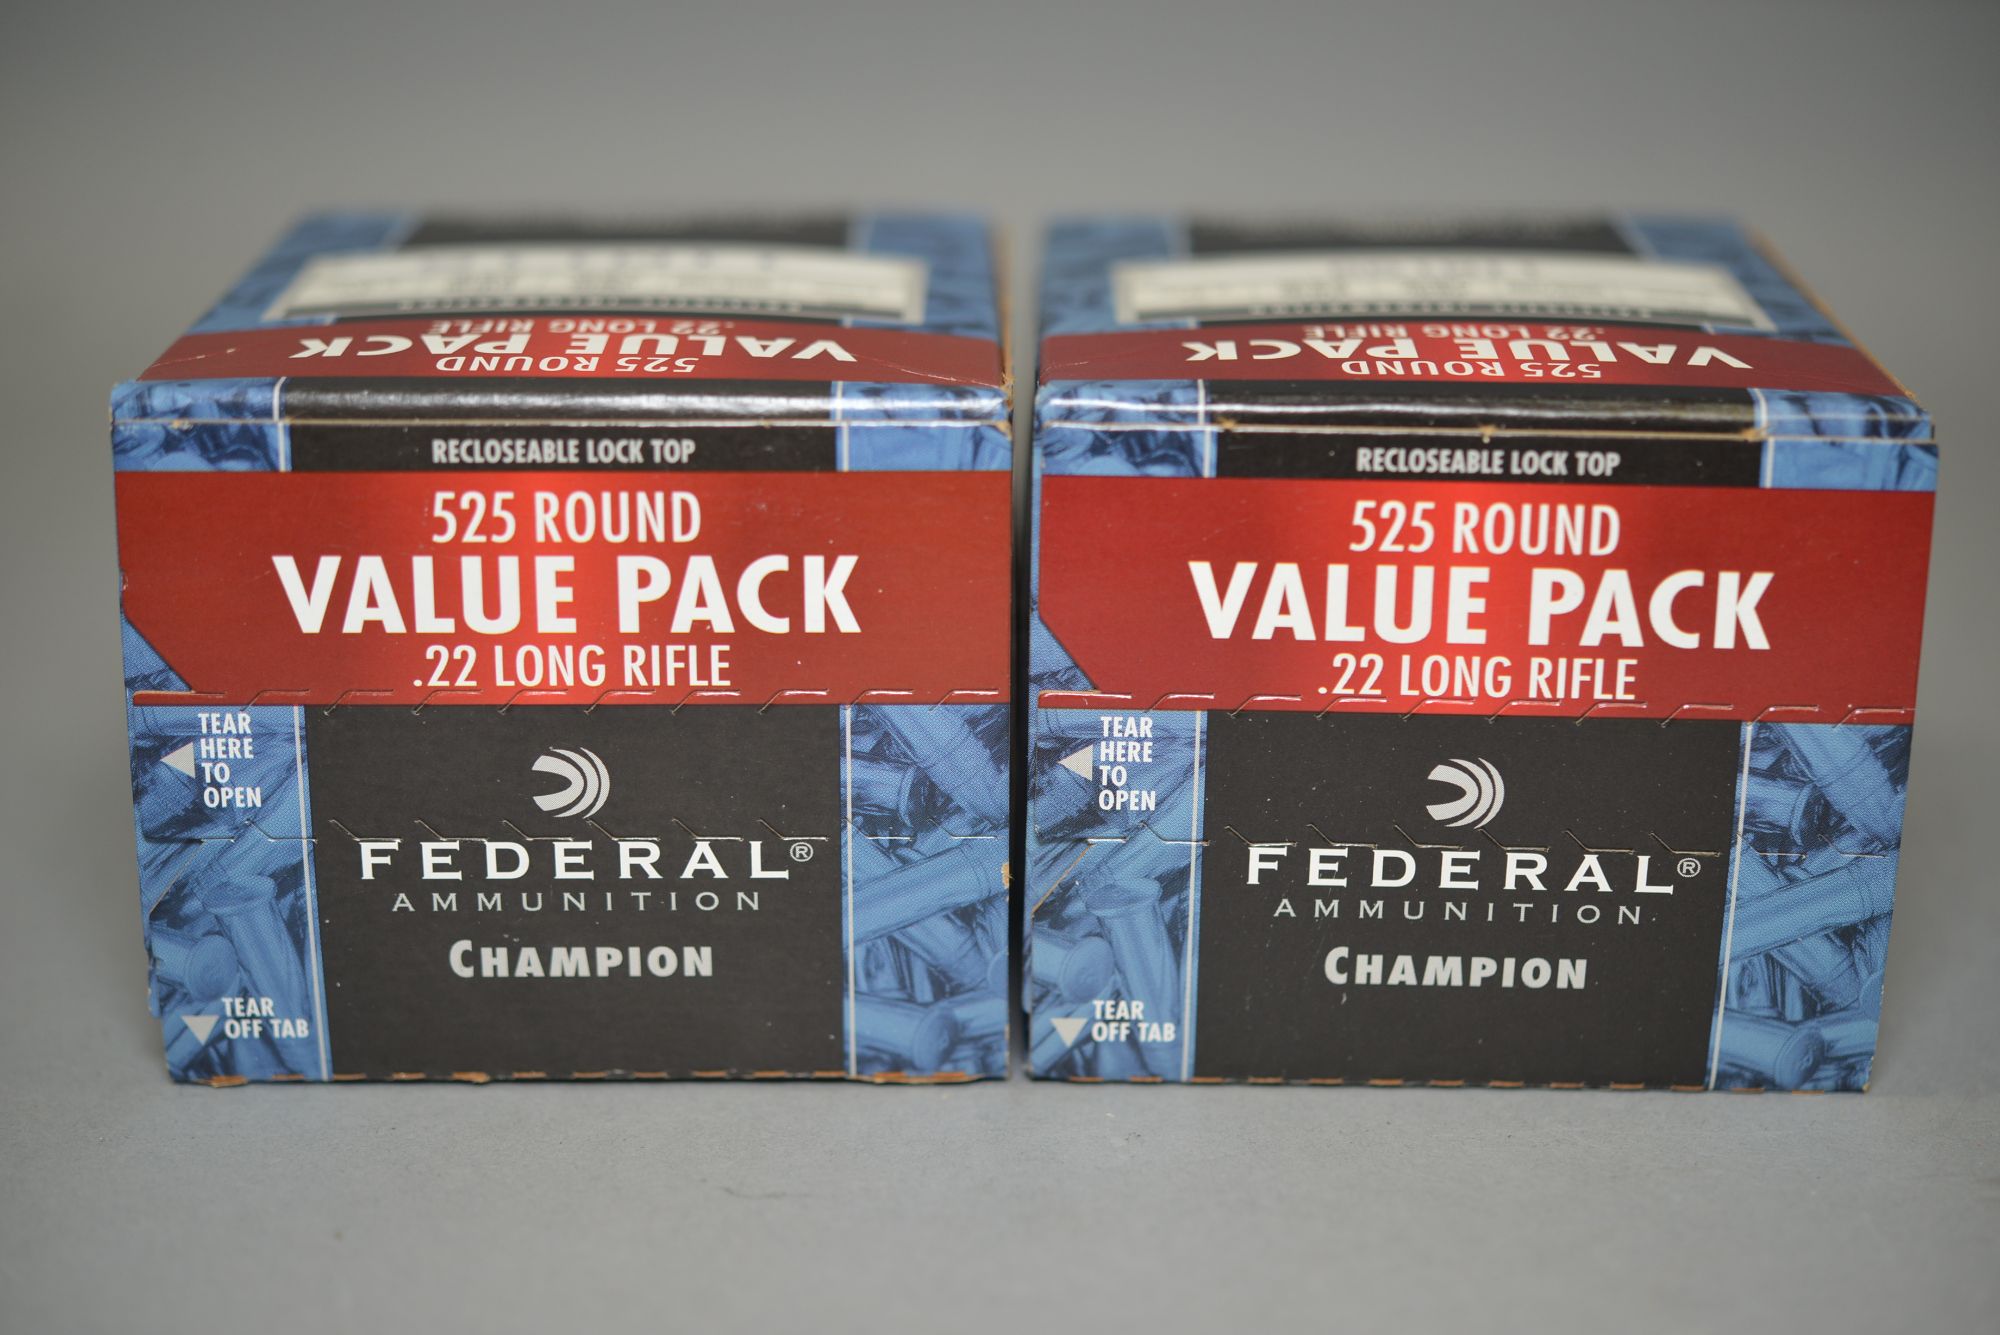 .22 LONG RIFLE
VALUE PACK
525 ROUND
RECLOSEABLE LOCK TOP
525 ROUND
VALUE PACK
.22 LONG RIFLE
TEAR
HERE
TO
OPEN
FEDERAL®
AMMUNITION
CHAMPION
TEAR
OFF TAB
.22 LONG RIFLE
VALUE PACK
525 ROUND
RECLOSEABLE LOCK TOP
525 ROUND
VALUE PACK
.22 LONG RIFLE
TEAR
HERE
TO
OPEN
FEDERAL®
AMMUNITION
CHAMPION
TEAR
OFF TAB